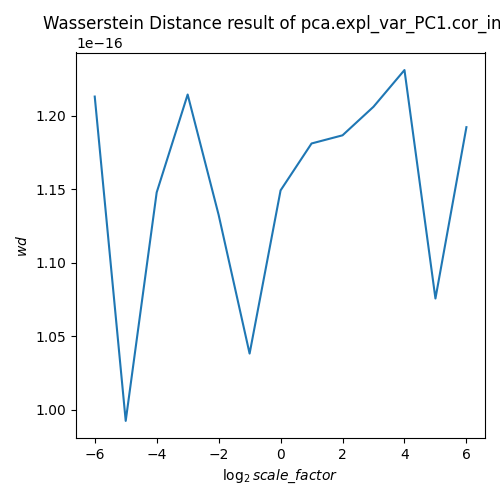 Wasserstein Distance result of pca.expl_var_PC1.cor_in
1e−16
1.20
1.15
1.10
1.05
1.00
wd
−6 −4 −2 0 2 4 6
log2 scale_factor